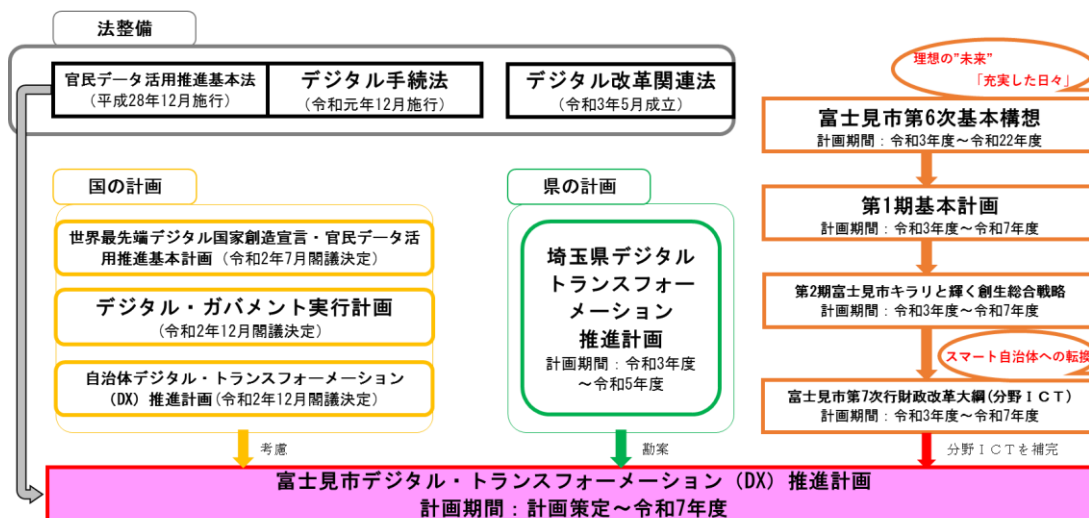 法整備
官民データ活用推進基本法
(平成28年12月施行)
デジタル手続法
(令和元年12月施行)
デジタル改革関連法
(令和3年5月成立)
国の計画
世界最先端デジタル国家創造宣言・官民データ活
用推進基本計画 (令和2年7月閣議決定)
デジタル・ガバメント実行計画
(令和2年12月閣議決定)
自治体デジタル・トランスフォーメーション
(DX) 推進計画(令和2年12月閣議決定)
考慮
県の計画
埼玉県デジタル
トランスフォー
メーション
推進計画
計画期間：令和3年度
～令和5年度
勘案
理想の”未来”
「充実した日々」
富士見市第6次基本構想
計画期間：令和3年度～令和22年度
第1期基本計画
計画期間：令和3年度～令和7年度
第2期富士見市キラリと輝く創生総合戦略
計画期間：令和3年度～令和7年度
スマート自治体への転換
富士見市第7次行財政改革大綱(分野ＩＣＴ)
計画期間：令和3年度～令和7年度
分野ＩＣＴを補完
富士見市デジタル・トランスフォーメーション (DX) 推進計画
計画期間：計画策定～令和7年度